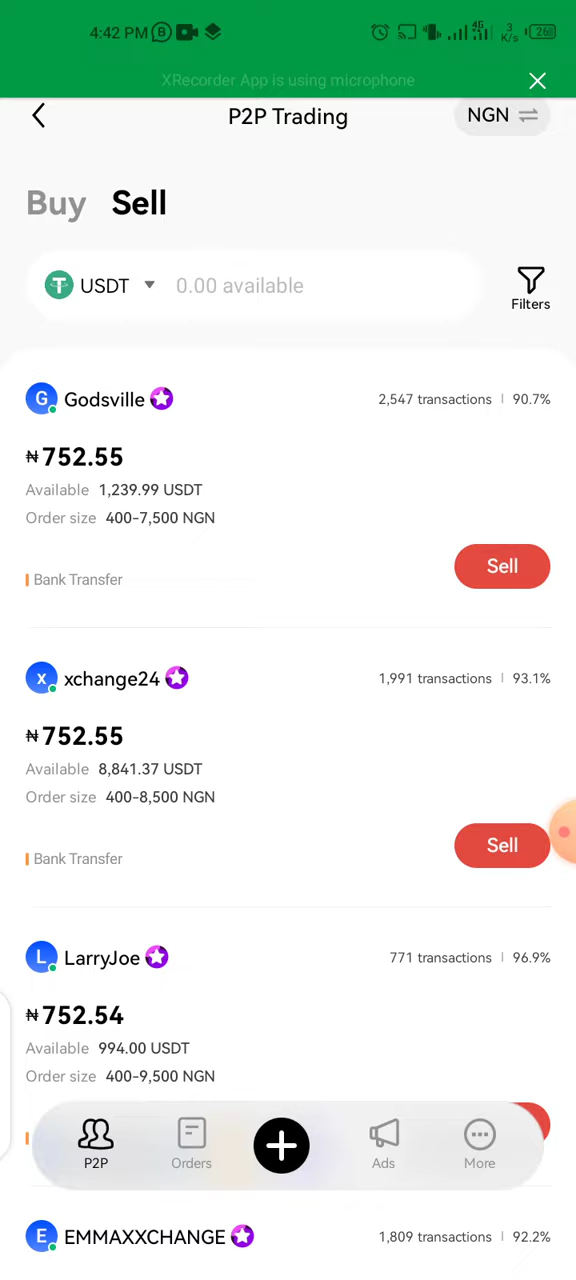 4:42 PM B 4G 3 K/s 26
XRecorder App is using microphone
P2P Trading NGN
Buy Sell
T USDT 0.00 available
Filters
G Godsville 2,547 transactions 90.7%
₦752.55
Available 1,239.99 USDT
Order size 400-7,500 NGN
Sell
Bank Transfer
x xchange24 1,991 transactions 93.1%
₦752.55
Available 8,841.37 USDT
Order size 400-8,500 NGN
Sell
Bank Transfer
L LarryJoe 771 transactions 96.9%
₦752.54
Available 994.00 USDT
Order size 400-9,500 NGN
P2P Orders Ads More
E EMMAXXCHANGE 1,809 transactions 92.2%